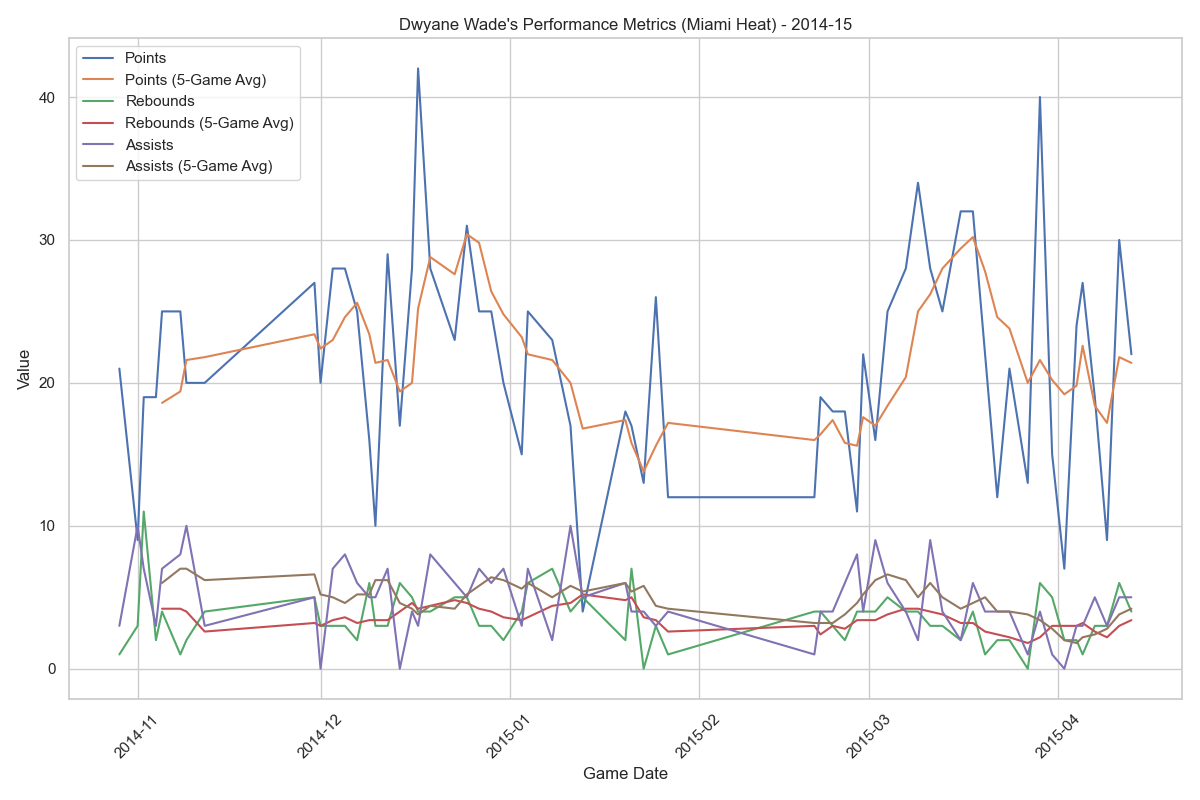 Dwyane Wade's Performance Metrics (Miami Heat) - 2014-15
Points
Points (5-Game Avg)
Rebounds
Rebounds (5-Game Avg)
Assists
Assists (5-Game Avg)
Value
40
30
20
10
0
2014-11
2014-12
2015-01
2015-02
2015-03
2015-04
Game Date